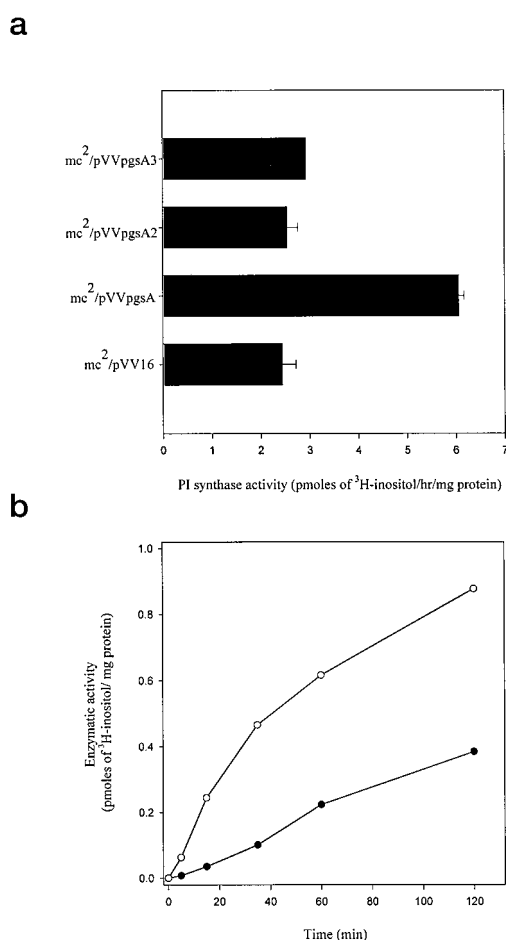 a
mc2/pVVpgsA3
mc2/pVVpgsA2
mc2/pVVpgsA
mc2/pVV16
0 1 2 3 4 5 6 7
PI synthase activity (pmoles of 3H-inositol/hr/mg protein)
b
1.0
0.8
0.6
0.4
0.2
0.0
Enzymatic activity
(pmoles of 3H-inositol/ mg protein)
0 20 40 60 80 100 120
Time (min)